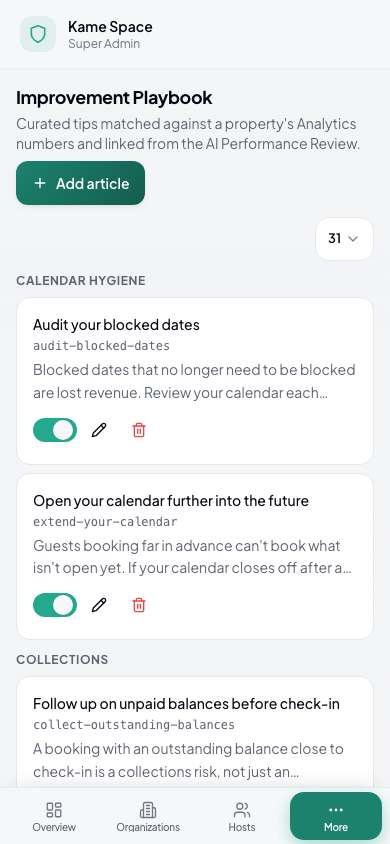 Kame Space
Super Admin
Improvement Playbook
Curated tips matched against a property's Analytics
numbers and linked from the AI Performance Review.
+ Add article
31
CALENDAR HYGIENE
Audit your blocked dates
audit-blocked-dates
Blocked dates that no longer need to be blocked
are lost revenue. Review your calendar each...
Open your calendar further into the future
extend-your-calendar
Guests booking far in advance can't book what
isn't open yet. If your calendar closes off after a...
COLLECTIONS
Follow up on unpaid balances before check-in
collect-outstanding-balances
A booking with an outstanding balance close to
check-in is a collections risk, not just an...
Overview
Organizations
Hosts
More